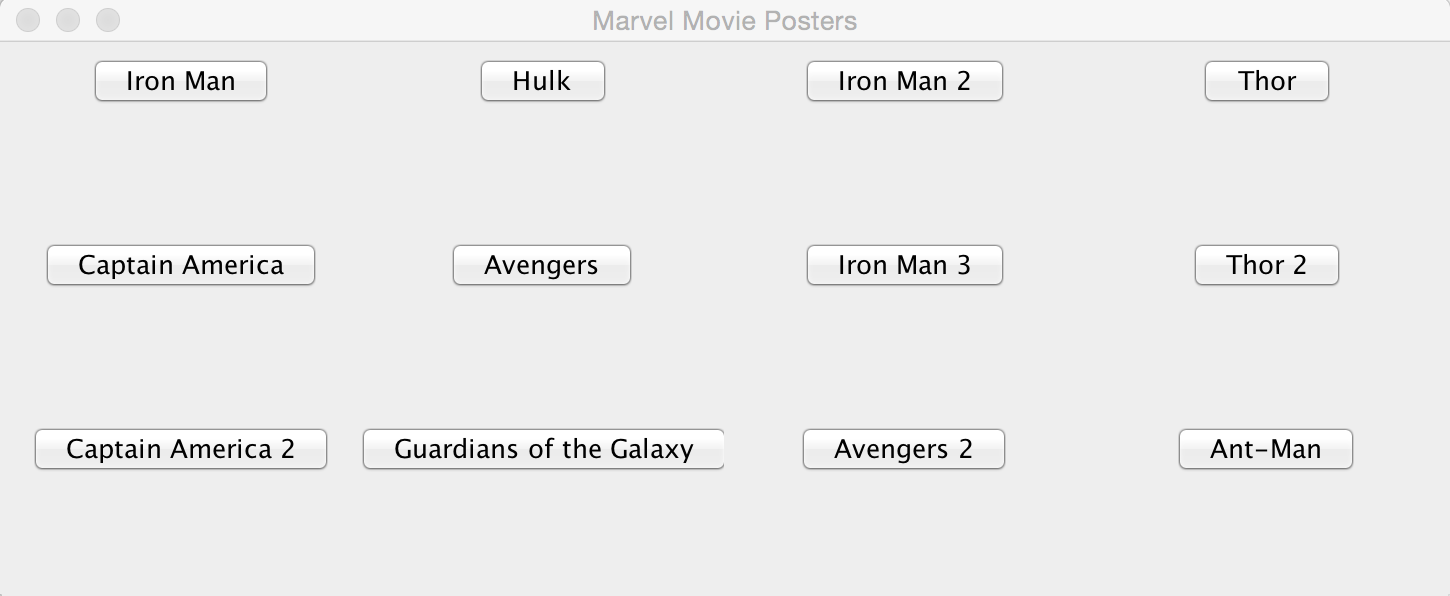 Marvel Movie Posters
Iron Man
Hulk
Iron Man 2
Thor
Captain America
Avengers
Iron Man 3
Thor 2
Captain America 2
Guardians of the Galaxy
Avengers 2
Ant-Man